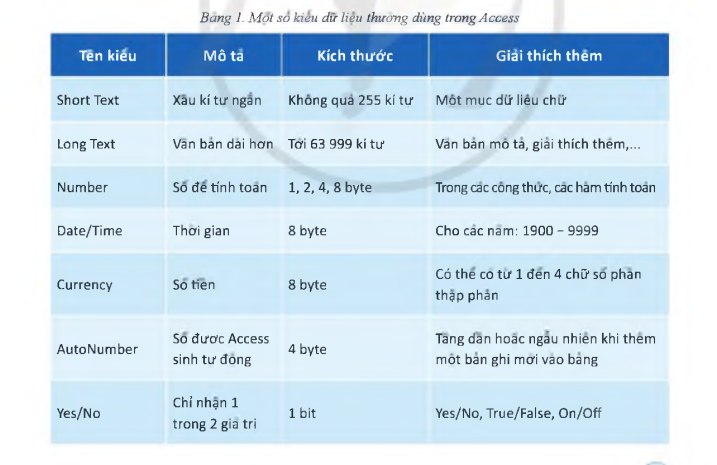 Bảng 1. Một số kiểu dữ liệu thường dùng trong Access
Tên kiểu Mô tả Kích thước Giải thích thêm
Short Text Xâu kí tự ngắn Không quá 255 kí tự Một mục dữ liệu chữ
Long Text Văn bản dài hơn Tới 63 999 kí tự Văn bản mô tả, giải thích thêm,...
Number Số để tính toán 1, 2, 4, 8 byte Trong các công thức, các hàm tính toán
Date/Time Thời gian 8 byte Cho các năm: 1900 – 9999
Currency Số tiền 8 byte Có thể có từ 1 đến 4 chữ số phần
thập phân
AutoNumber Số được Access
sinh tự động 4 byte Tăng dần hoặc ngẫu nhiên khi thêm
một bản ghi mới vào bảng
Yes/No Chỉ nhận 1
trong 2 giá trị 1 bit Yes/No, True/False, On/Off